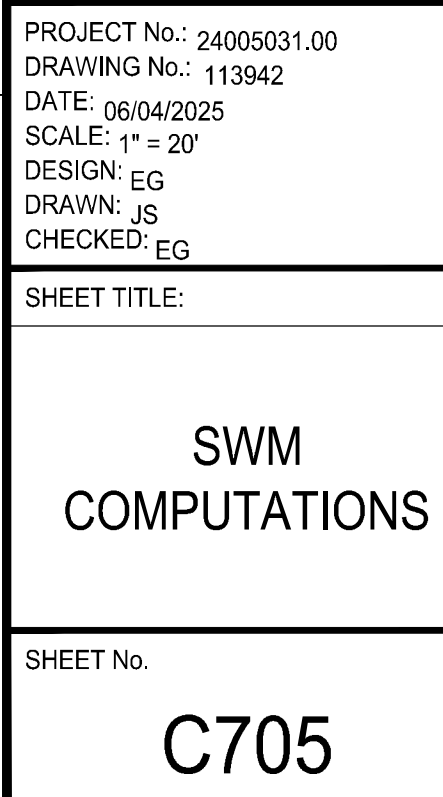 PROJECT No.: 24005031.00
DRAWING No.: 113942
DATE: 06/04/2025
SCALE: 1" = 20'
DESIGN: EG
DRAWN: JS
CHECKED: EG
SHEET TITLE:
SWM
COMPUTATIONS
SHEET No.
C705